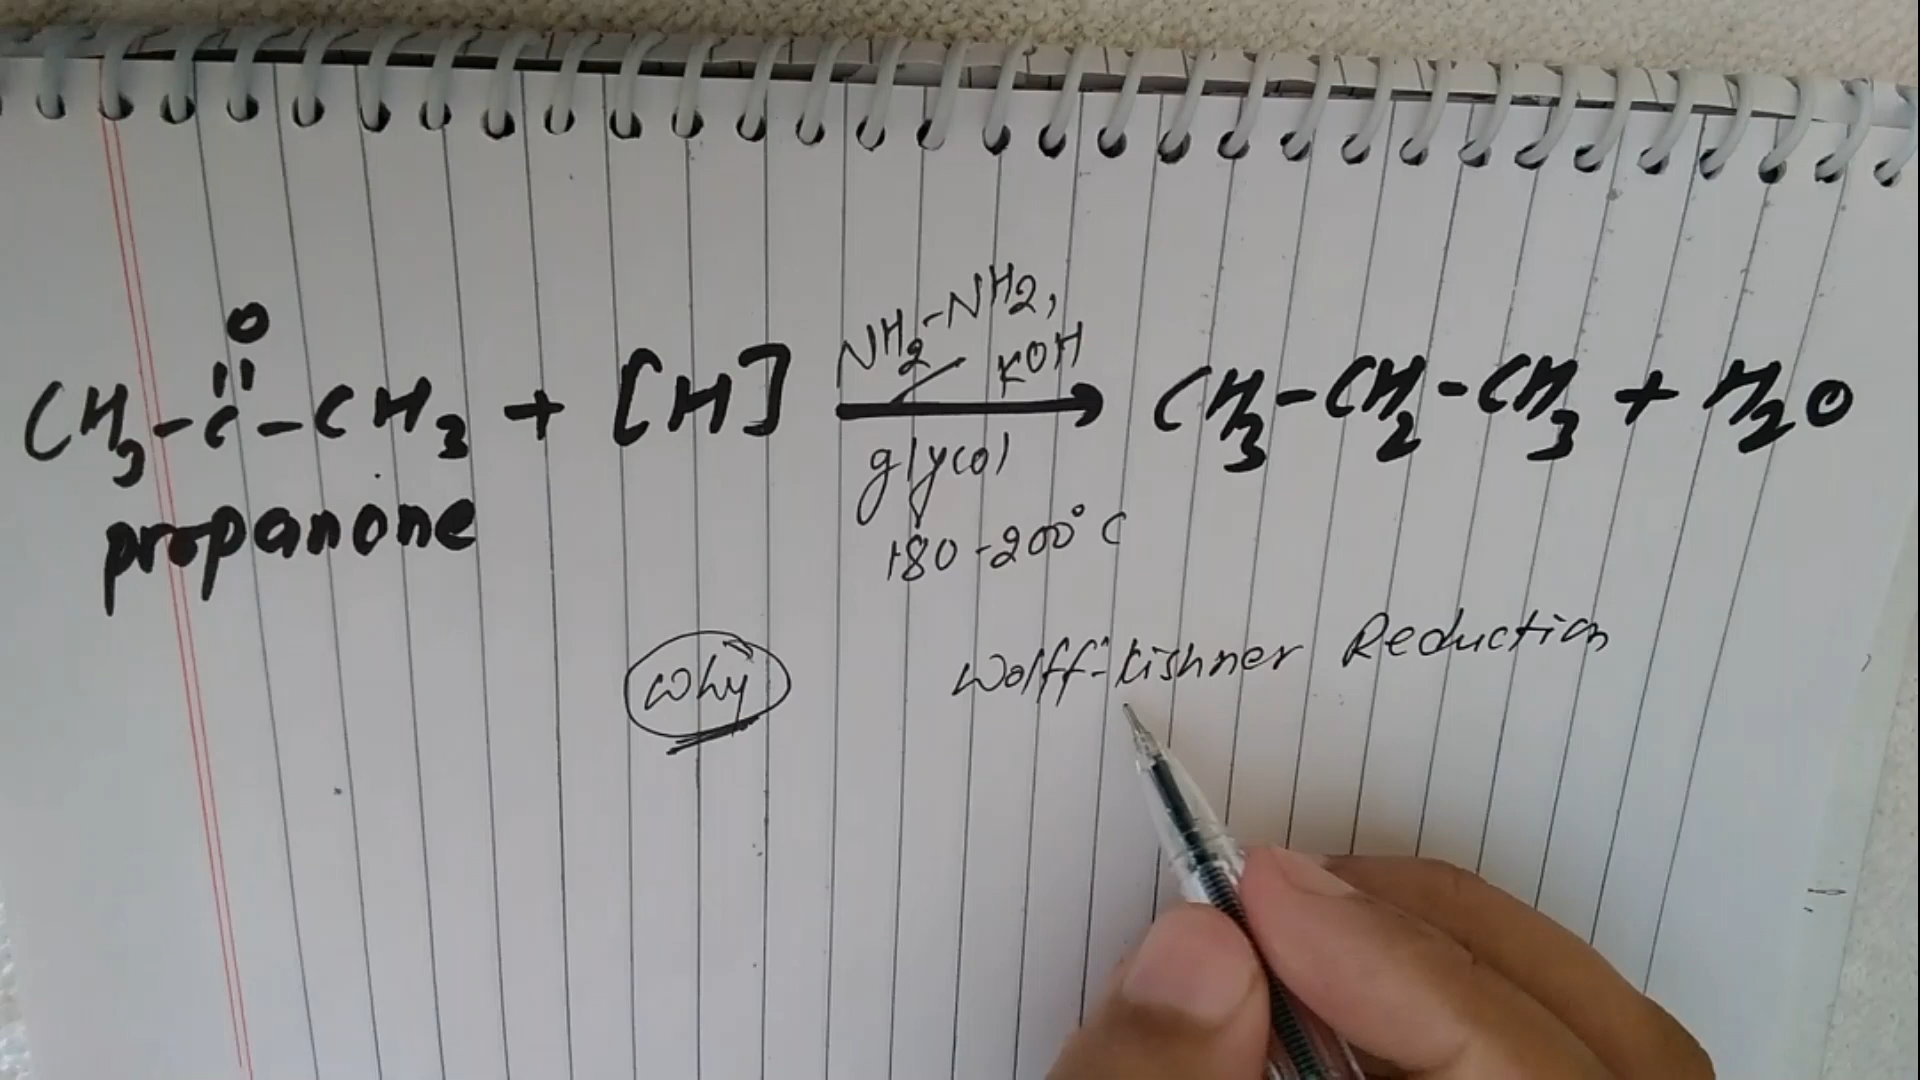 O
NH2-NH2,
KOH
CH3-C-CH3 + [H] → CH3-CH2-CH3 + H2O
glycol
propanone
180-200°C
why
Wolff-kishner Reduction